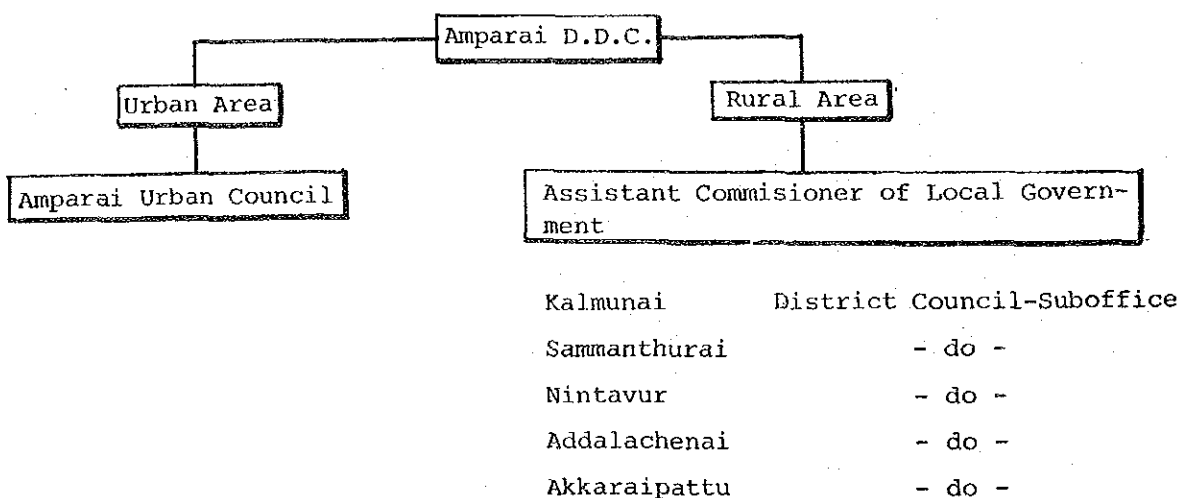 Amparai D.D.C.
Urban Area
Rural Area
Amparai Urban Council
Assistant Commisioner of Local Govern-
ment
Kalmunai District Council-Suboffice
Sammanthurai - do -
Nintavur - do -
Addalachenai - do -
Akkaraipattu - do -